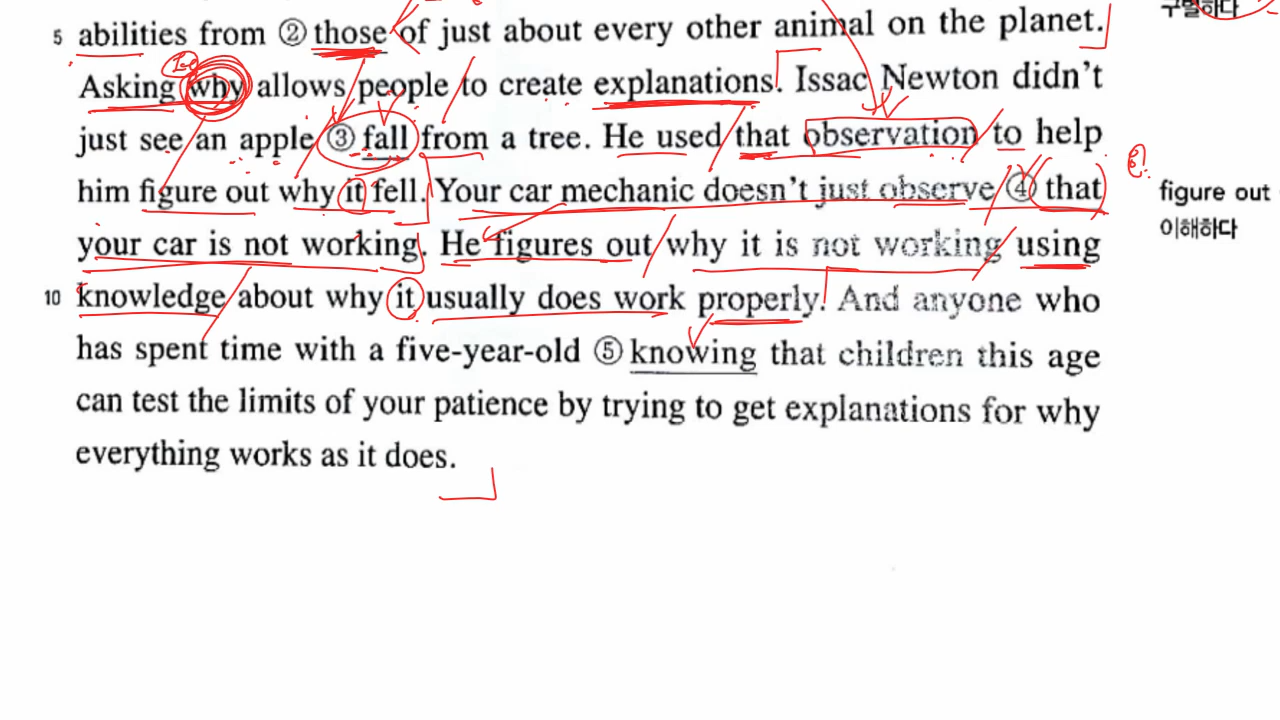 구별하다
5 abilities from ② those of just about every other animal on the planet.
Asking why allows people to create explanations. Issac Newton didn't
just see an apple ③ fall from a tree. He used that observation to help
him figure out why it fell. Your car mechanic doesn't just observe ④ that
figure out
your car is not working. He figures out why it is not working using
이해하다
10 knowledge about why it usually does work properly. And anyone who
has spent time with a five-year-old ⑤ knowing that children this age
can test the limits of your patience by trying to get explanations for why
everything works as it does.